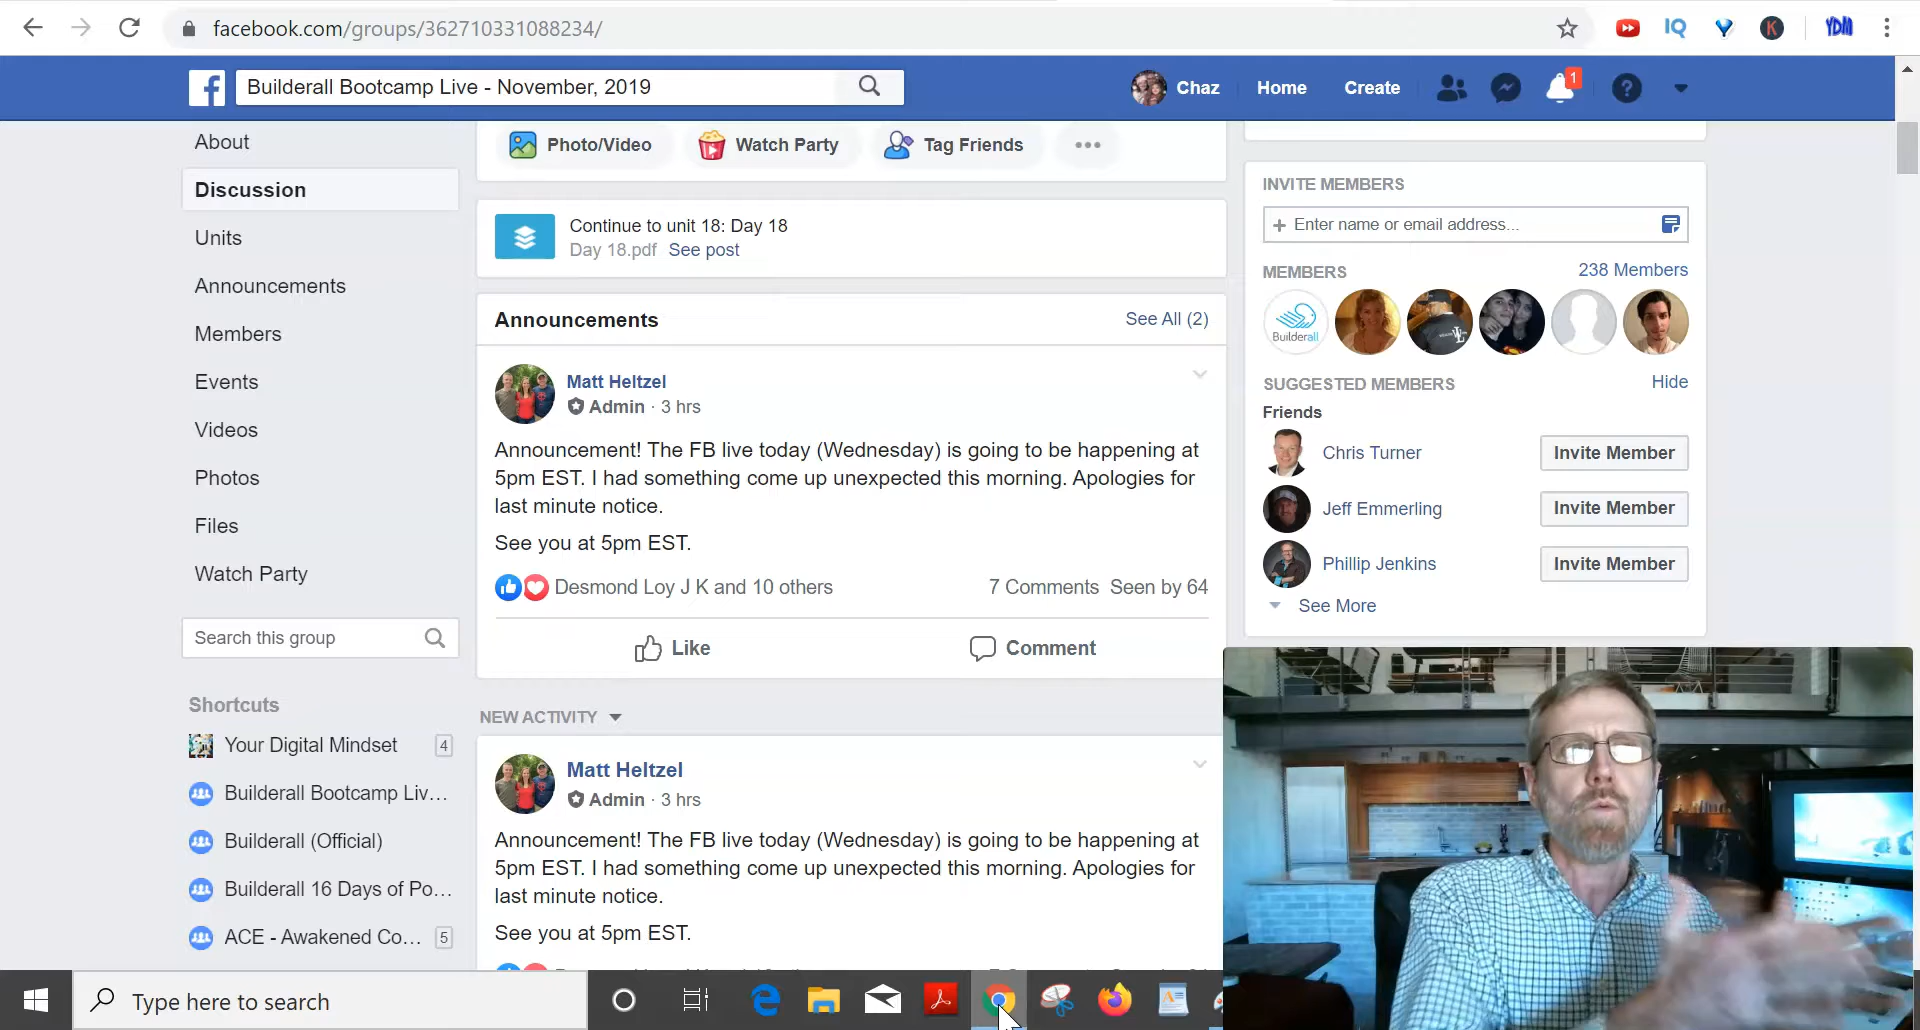 facebook.com/groups/362710331088234/
IQ
K
YDM
Builderall Bootcamp Live - November, 2019
Chaz
Home
Create
1
?
About
Discussion
Units
Announcements
Members
Events
Videos
Photos
Files
Watch Party
Search this group
Shortcuts
Your Digital Mindset 4
Builderall Bootcamp Liv...
Builderall (Official)
Builderall 16 Days of Po...
ACE - Awakened Co... 5
Photo/Video
Watch Party
Tag Friends
Continue to unit 18: Day 18
Day 18.pdf See post
Announcements
See All (2)
Matt Heltzel
Admin · 3 hrs
Announcement! The FB live today (Wednesday) is going to be happening at
5pm EST. I had something come up unexpected this morning. Apologies for
last minute notice.
See you at 5pm EST.
Desmond Loy J K and 10 others
7 Comments Seen by 64
Like
Comment
NEW ACTIVITY
Matt Heltzel
Admin · 3 hrs
Announcement! The FB live today (Wednesday) is going to be happening at
5pm EST. I had something come up unexpected this morning. Apologies for
last minute notice.
See you at 5pm EST.
INVITE MEMBERS
+ Enter name or email address...
MEMBERS
238 Members
Builderall
SUGGESTED MEMBERS
Hide
Friends
Chris Turner
Invite Member
Jeff Emmerling
Invite Member
Phillip Jenkins
Invite Member
See More
Type here to search